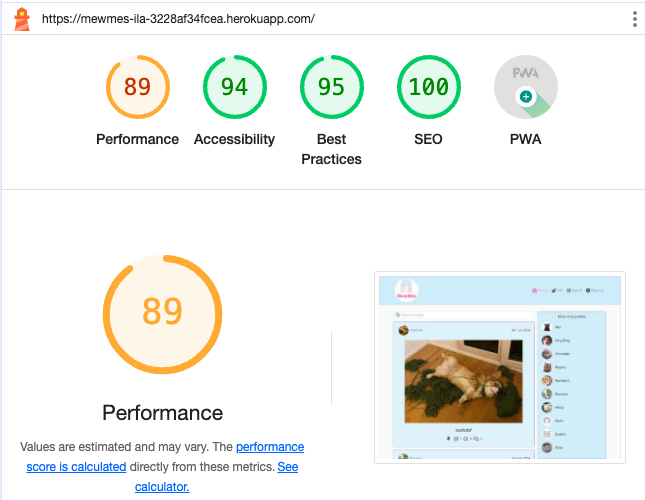 https://mewmes-ila-3228af34fcea.herokuapp.com/
89
94
95
100
PWA
Performance
Accessibility
Best
Practices
SEO
PWA
89
Performance
Values are estimated and may vary. The performance
score is calculated directly from these metrics. See
calculator.
MewMes